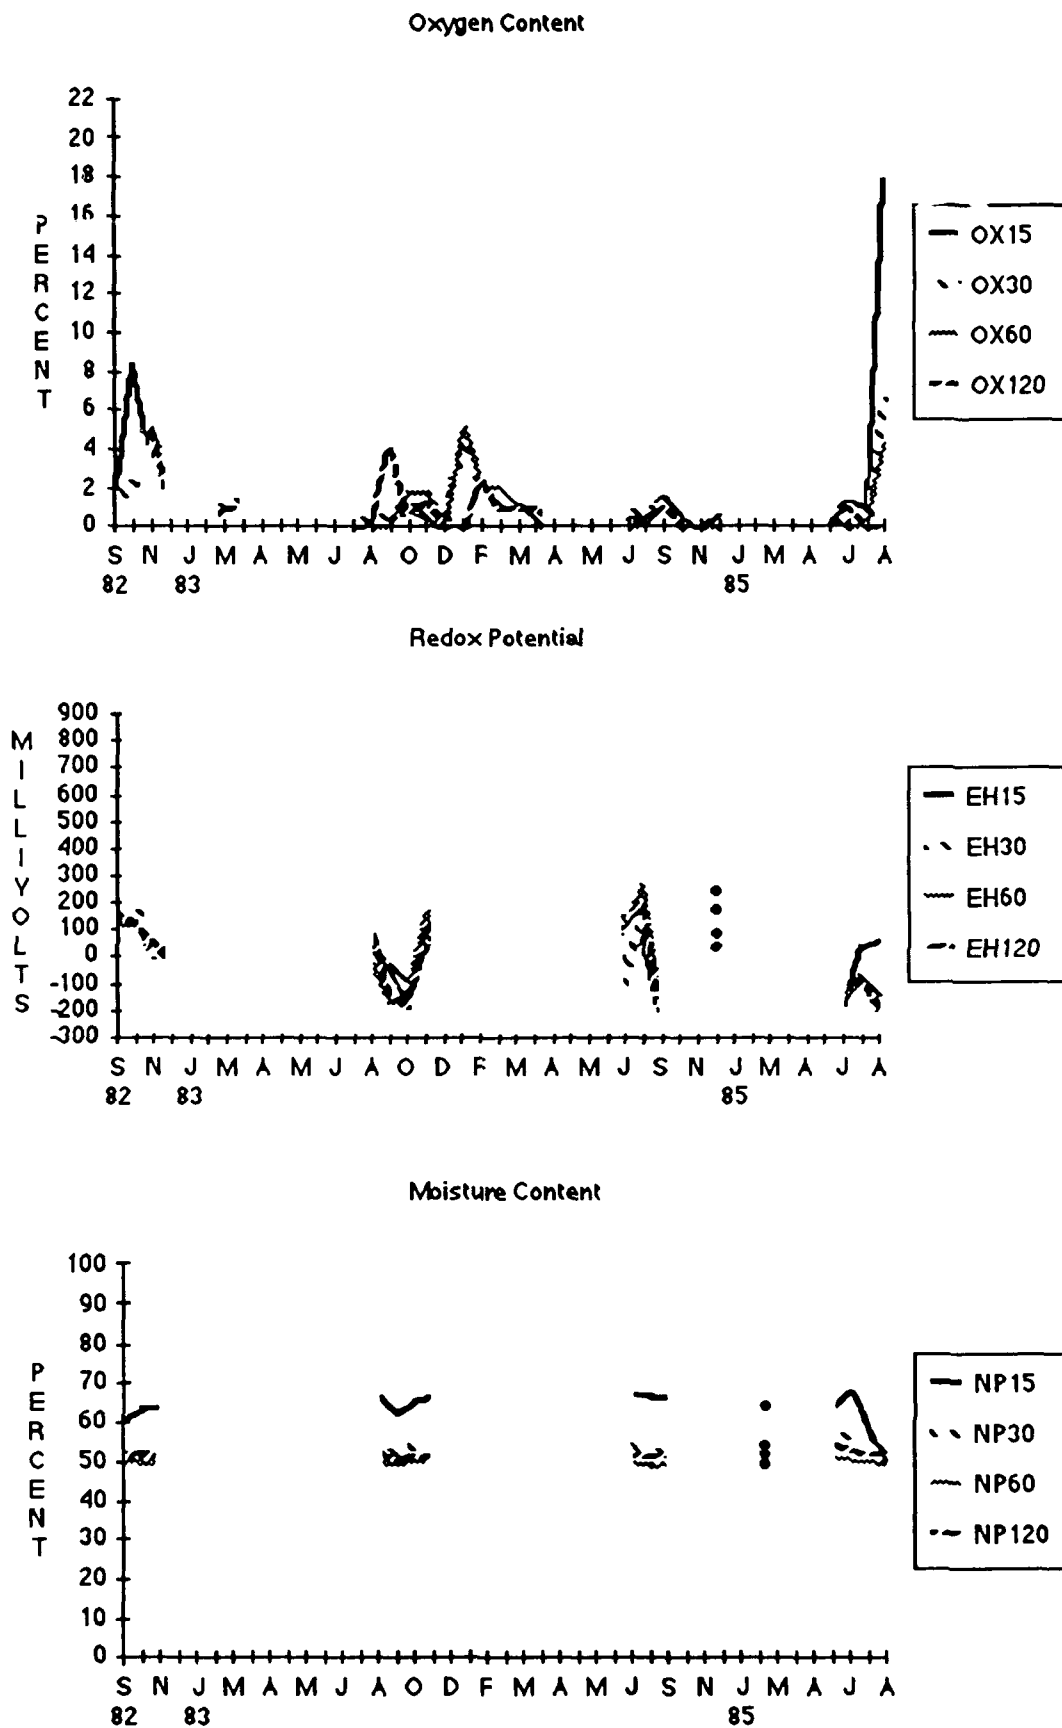 Oxygen Content
22
20
18
16
14
12
10
8
6
4
2
0
PERCENT
S N J M A M J A O D F M A M J S N J M A J A
82 83 85
OX15
OX30
OX60
OX120
Redox Potential
900
800
700
600
500
400
300
200
100
0
-100
-200
-300
MILLIYOLTS
S N J M A M J A O D F M A M J S N J M A J A
82 83 85
EH15
EH30
EH60
EH120
Moisture Content
100
90
80
70
60
50
40
30
20
10
0
PERCENT
S N J M A M J A O D F M A M J S N J M A J A
82 83 85
NP15
NP30
NP60
NP120